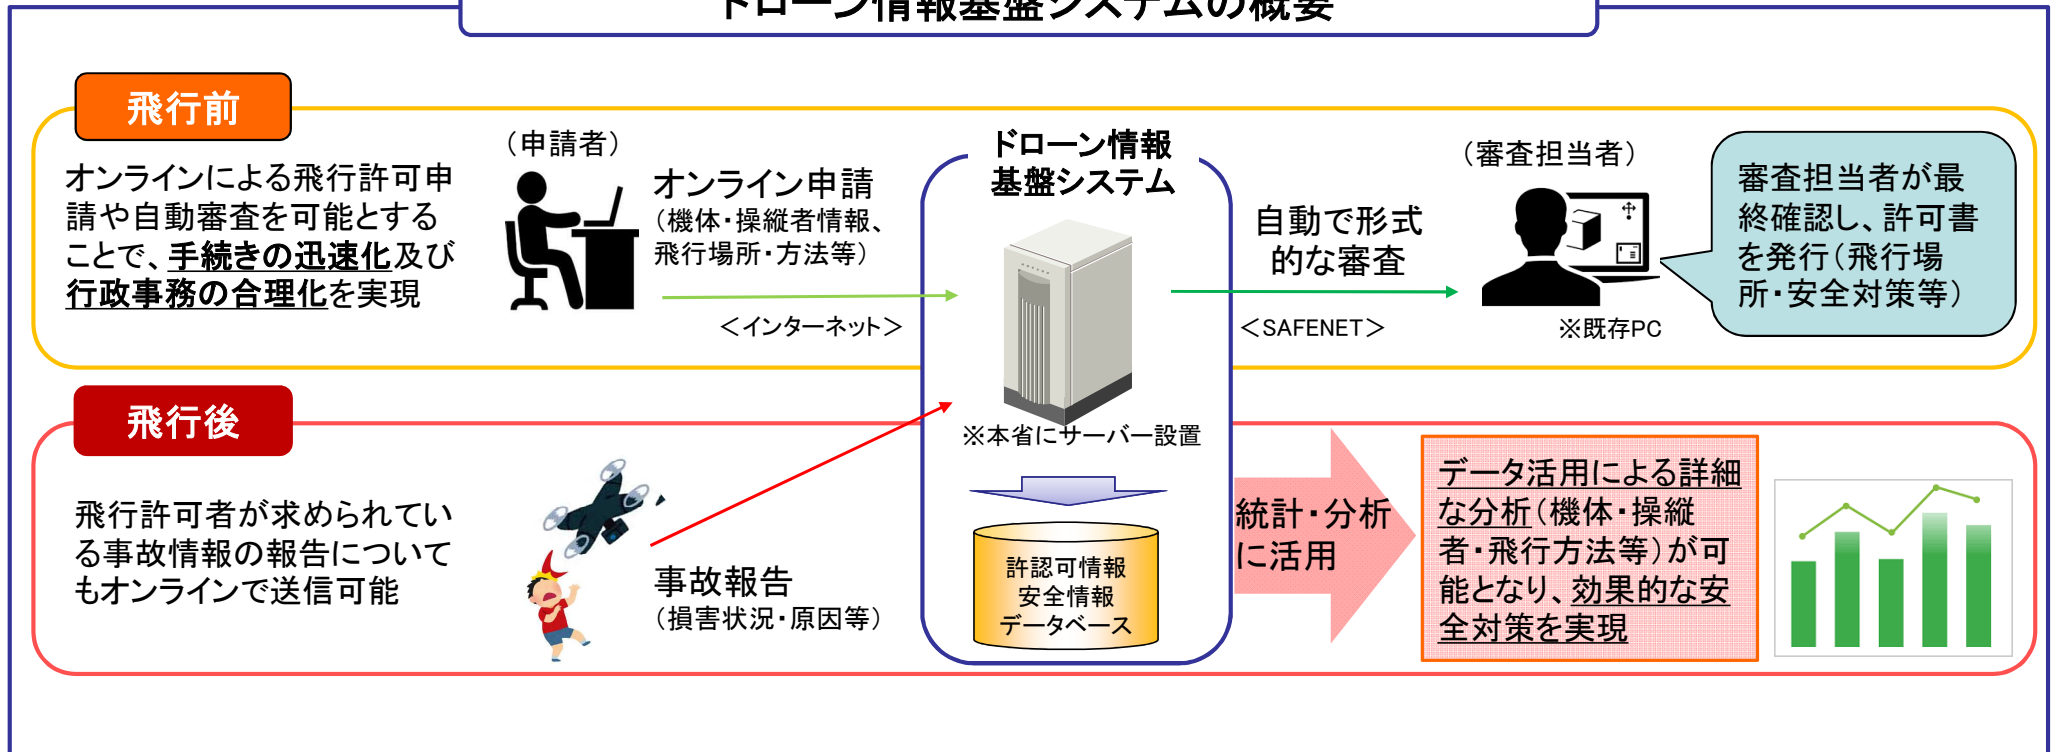 ドローン情報基盤システムの概要
飛行前
オンラインによる飛行許可申
請や自動審査を可能とする
ことで、手続きの迅速化及び
行政事務の合理化を実現
（申請者）
オンライン申請
（機体・操縦者情報、
飛行場所・方法等）
＜インターネット＞
ドローン情報
基盤システム
※本省にサーバー設置
許認可情報
安全情報
データベース
自動で形式
的な審査
＜SAFENET＞
（審査担当者）
※既存PC
審査担当者が最
終確認し、許可書
を発行（飛行場
所・安全対策等）
飛行後
飛行許可者が求められてい
る事故情報の報告について
もオンラインで送信可能
事故報告
（損害状況・原因等）
統計・分析
に活用
データ活用による詳細
な分析（機体・操縦
者・飛行方法等）が可
能となり、効果的な安
全対策を実現